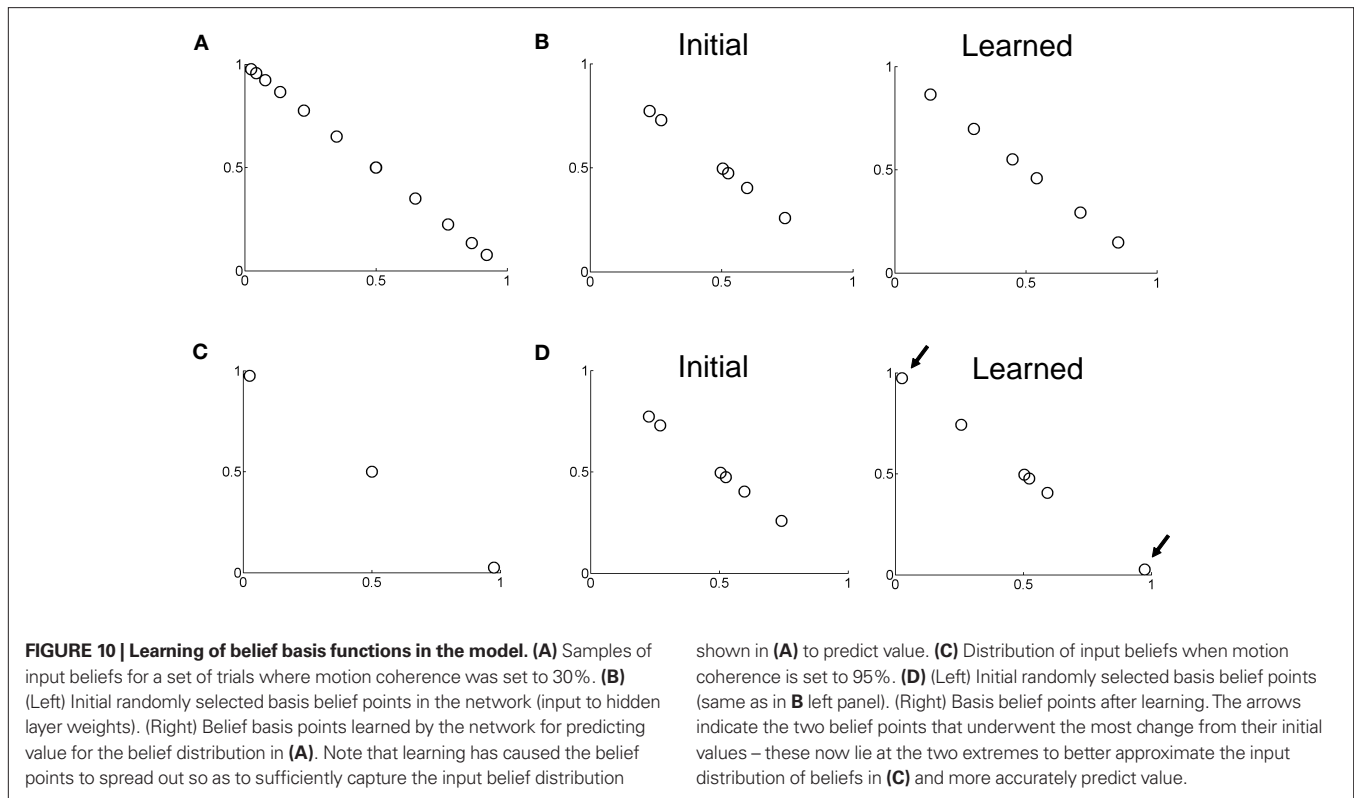 A
1
0.5
0
0
0.5
1
B
Initial
0.5
0
0
0.5
1
Learned
1
0.5
0
0
0.5
1
C
1
0.5
0
0
0.5
1
D
Initial
1
0.5
0
0
0.5
1
Learned
1
0.5
0
0
0.5
1
FIGURE 10 | Learning of belief basis functions in the model. (A) Samples of
input beliefs for a set of trials where motion coherence was set to 30%. (B)
(Left) Initial randomly selected basis belief points in the network (input to hidden
layer weights). (Right) Belief basis points learned by the network for predicting
value for the belief distribution in (A). Note that learning has caused the belief
points to spread out so as to sufficiently capture the input belief distribution
shown in (A) to predict value. (C) Distribution of input beliefs when motion
coherence is set to 95%. (D) (Left) Initial randomly selected basis belief points
(same as in B left panel). (Right) Basis belief points after learning. The arrows
indicate the two belief points that underwent the most change from their initial
values – these now lie at the two extremes to better approximate the input
distribution of beliefs in (C) and more accurately predict value.